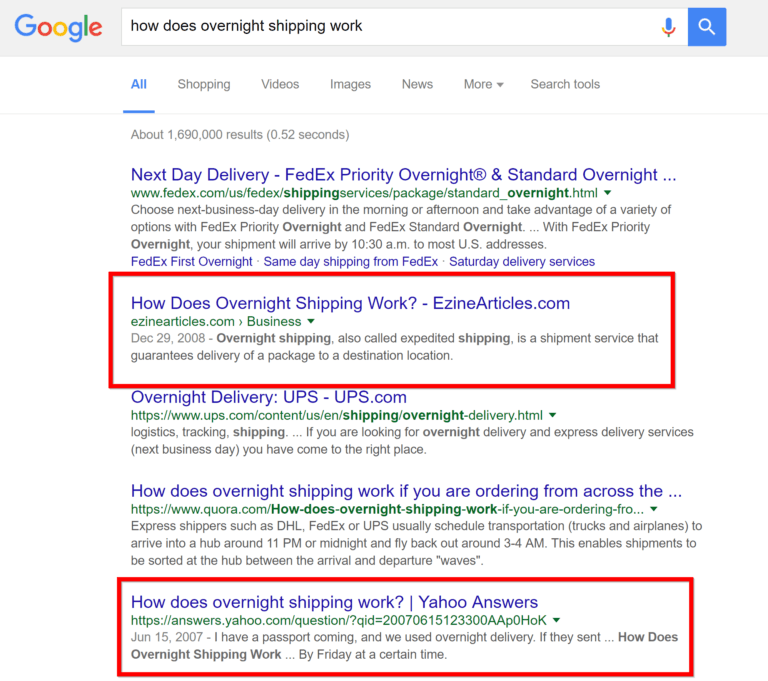 Google
how does overnight shipping work
All Shopping Videos Images News More Search tools
About 1,690,000 results (0.52 seconds)
Next Day Delivery - FedEx Priority Overnight® & Standard Overnight ...
www.fedex.com/us/fedex/shippingservices/package/standard_overnight.html
Choose next-business-day delivery in the morning or afternoon and take advantage of a variety of
options with FedEx Priority Overnight and FedEx Standard Overnight. ... With FedEx Priority
Overnight, your shipment will arrive by 10:30 a.m. to most U.S. addresses.
FedEx First Overnight · Same day shipping from FedEx · Saturday delivery services
How Does Overnight Shipping Work? - EzineArticles.com
ezinearticles.com › Business
Dec 29, 2008 - Overnight shipping, also called expedited shipping, is a shipment service that
guarantees delivery of a package to a destination location.
Overnight Delivery: UPS - UPS.com
https://www.ups.com/content/us/en/shipping/overnight-delivery.html
logistics, tracking, shipping. ... If you are looking for overnight delivery and express delivery services
(next business day) you have come to the right place.
How does overnight shipping work if you are ordering from across the ...
https://www.quora.com/How-does-overnight-shipping-work-if-you-are-ordering-fro...
Express shippers such as DHL, FedEx or UPS usually schedule transportation (trucks and airplanes) to
arrive into a hub around 11 PM or midnight and fly back out around 3-4 AM. This enables shipments to
be sorted at the hub between the arrival and departure "waves".
How does overnight shipping work? | Yahoo Answers
https://answers.yahoo.com/question/?qid=20070615123300AAp0HoK
Jun 15, 2007 - I have a passport coming, and we used overnight delivery. If they sent ... How Does
Overnight Shipping Work ... By Friday at a certain time.